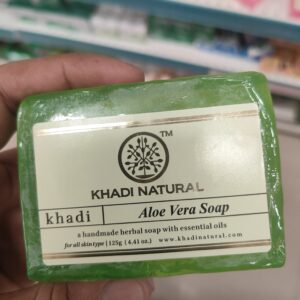 TM
KHADI NATURAL
khadi Aloe Vera Soap
a handmade herbal soap with essential oils
for all skin type | 125g ( 4.41 oz.) www.khadinatural.com